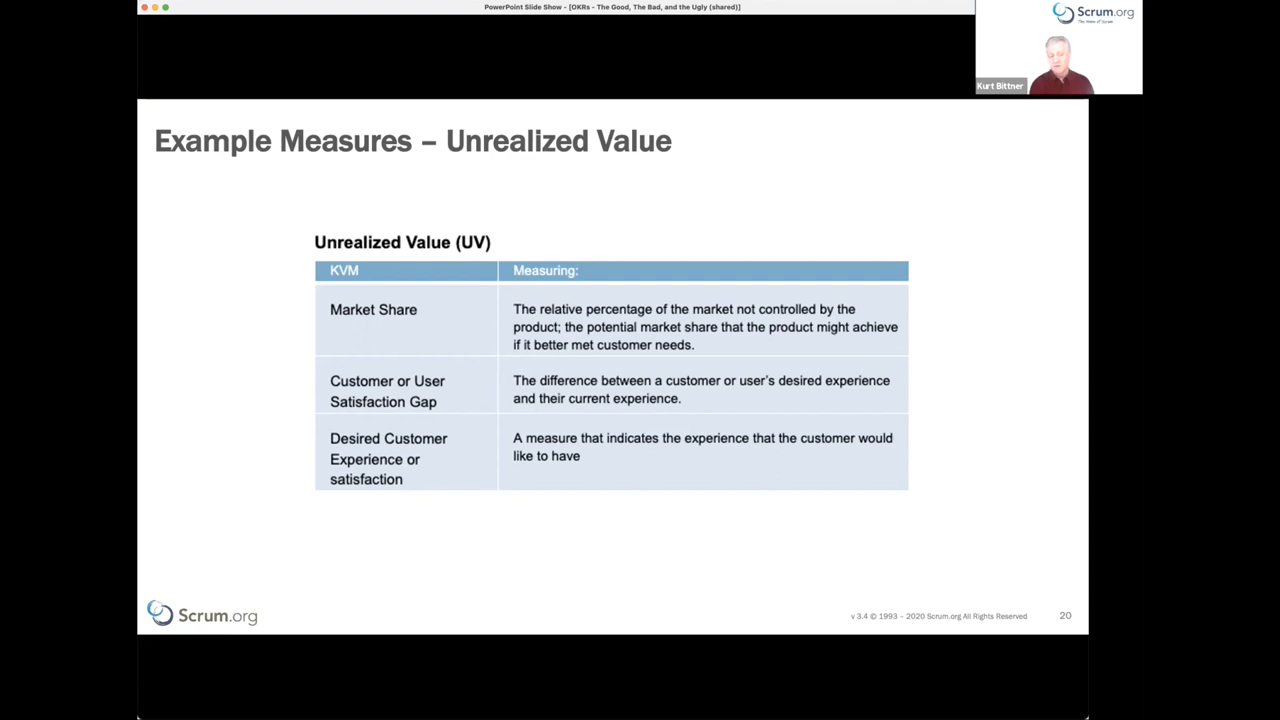 PowerPoint Slide Show - [OKRs - The Good, The Bad, and the Ugly (shared)]
Scrum.org
The Home of Scrum
Kurt Bittner
Example Measures – Unrealized Value
Unrealized Value (UV)
KVM
Measuring:
Market Share
The relative percentage of the market not controlled by the
product; the potential market share that the product might achieve
if it better met customer needs.
Customer or User
Satisfaction Gap
The difference between a customer or user's desired experience
and their current experience.
Desired Customer
Experience or
satisfaction
A measure that indicates the experience that the customer would
like to have
Scrum.org
v 3.4 © 1993 – 2020 Scrum.org All Rights Reserved
20